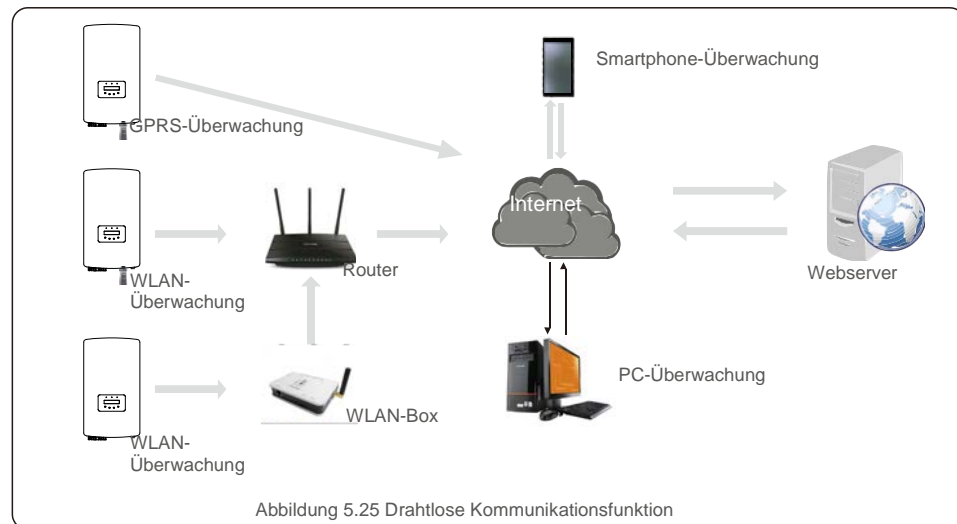 Smartphone-Überwachung
GPRS-Überwachung
Internet
Router
Webserver
WLAN-
Überwachung
PC-Überwachung
WLAN-Box
WLAN-
Überwachung
Abbildung 5.25 Drahtlose Kommunikationsfunktion